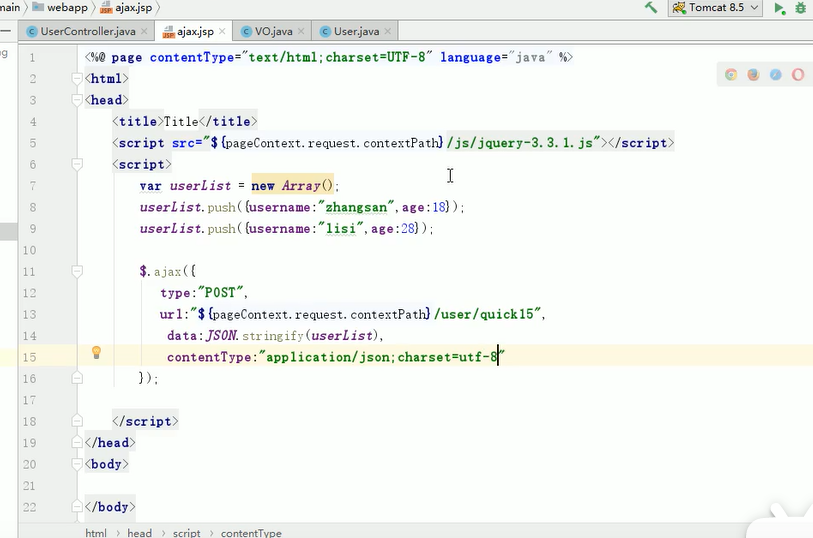 main
webapp
ajax.jsp
Tomcat 8.5
UserController.java
ajax.jsp
VO.java
User.java
1 <%@ page contentType="text/html;charset=UTF-8" language="java" %>
2 <html>
3 <head>
4 <title>Title</title>
5 <script src="${pageContext.request.contextPath}/js/jquery-3.3.1.js"></script>
6 <script>
7 var userList = new Array();
8 userList.push({username:"zhangsan",age:18});
9 userList.push({username:"lisi",age:28});
10
11 $.ajax({
12 type:"POST",
13 url:"${pageContext.request.contextPath}/user/quick15",
14 data:JSON.stringify(userList),
15 contentType:"application/json;charset=utf-8"
16 });
17
18 </script>
19 </head>
20 <body>
21
22 </body>
html > head > script > contentType